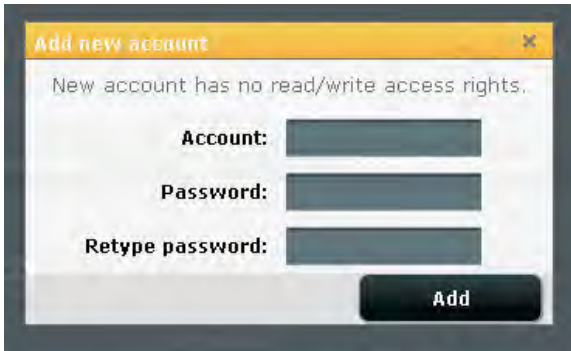 Add new account
New account has no read/write access rights.
Account:
Password:
Retype password:
Add